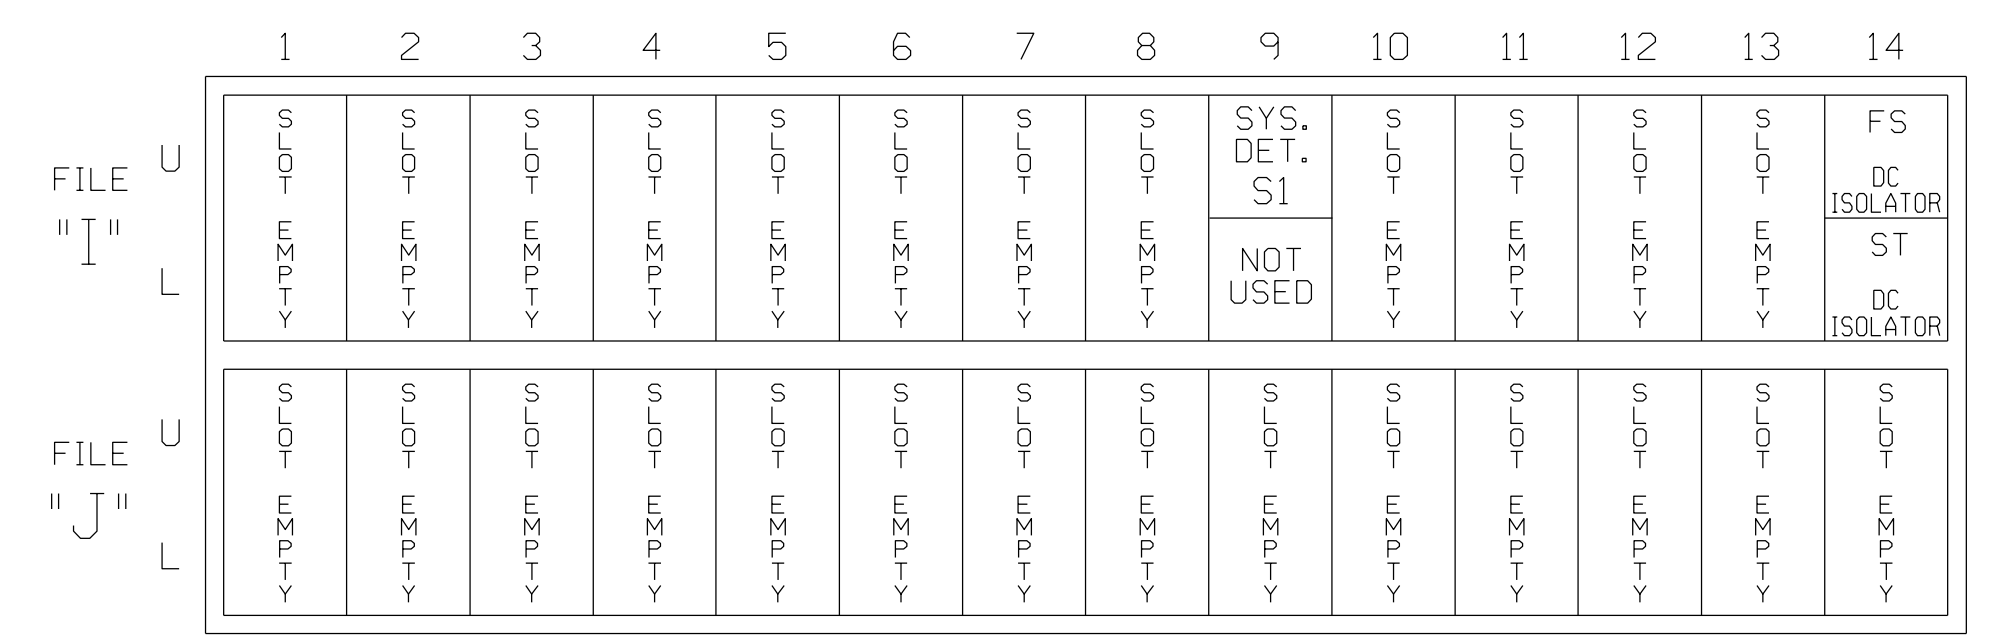 1 2 3 4 5 6 7 8 9 10 11 12 13 14
FILE
"I"
U
L
SLOT EMPTY
SLOT EMPTY
SLOT EMPTY
SLOT EMPTY
SLOT EMPTY
SLOT EMPTY
SLOT EMPTY
SLOT EMPTY
SYS.
DET.
S1
NOT
USED
SLOT EMPTY
SLOT EMPTY
SLOT EMPTY
SLOT EMPTY
FS
DC
ISOLATOR
ST
DC
ISOLATOR
FILE
"J"
U
L
SLOT EMPTY
SLOT EMPTY
SLOT EMPTY
SLOT EMPTY
SLOT EMPTY
SLOT EMPTY
SLOT EMPTY
SLOT EMPTY
SLOT EMPTY
SLOT EMPTY
SLOT EMPTY
SLOT EMPTY
SLOT EMPTY
SLOT EMPTY